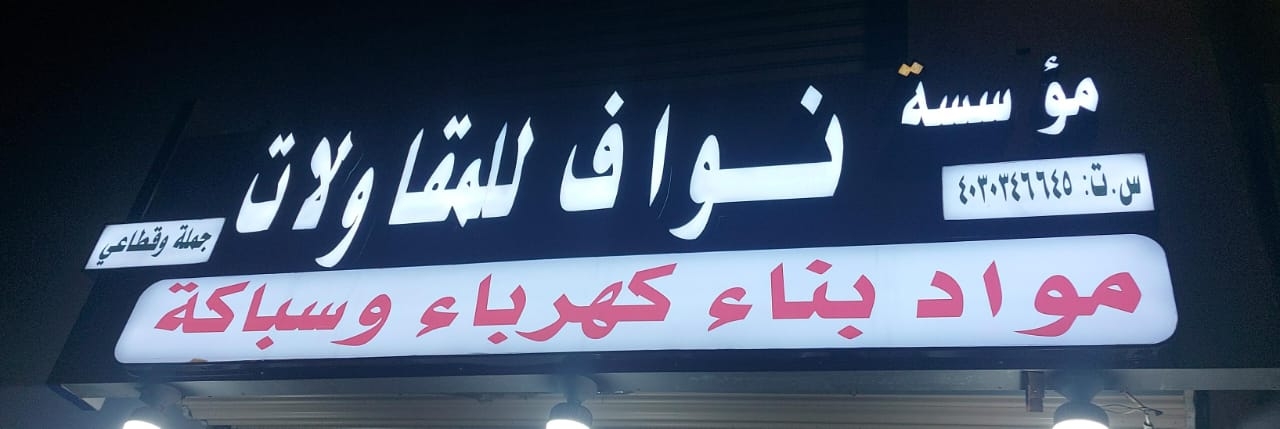 مؤسسة
نواف للمقاولات
س.ت: ٤٠٣٠٣٤٦٦٤٥
جملة وقطاعي
مواد بناء كهرباء وسباكة